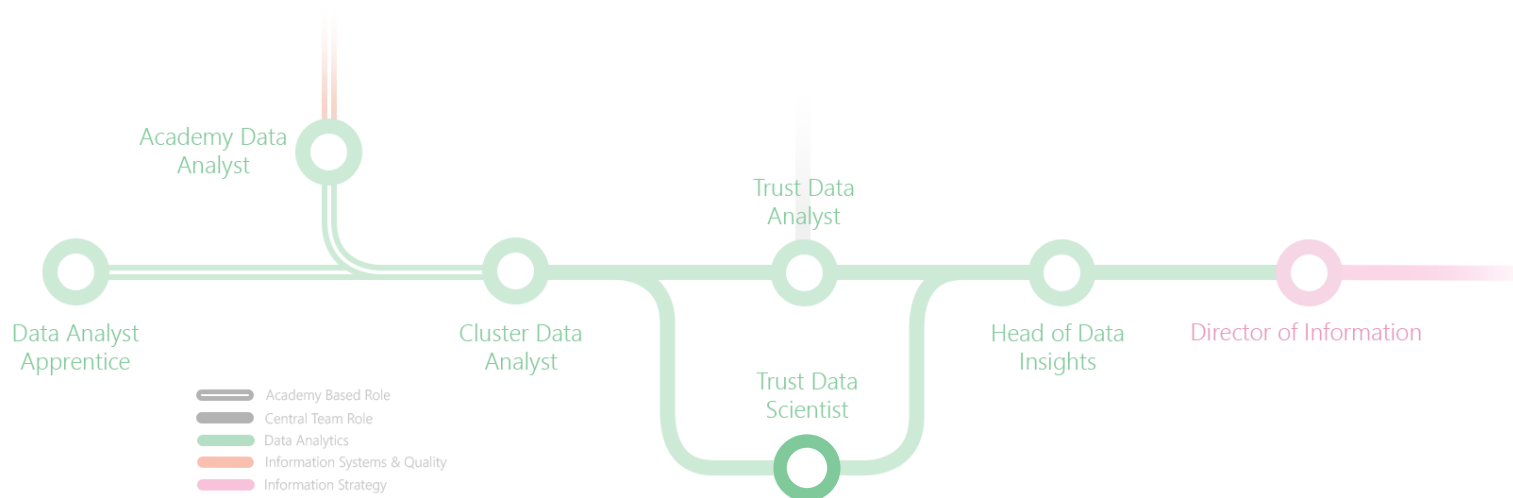 Academy Data
Analyst
Trust Data
Analyst
Data Analyst
Apprentice
Cluster Data
Analyst
Head of Data
Insights
Director of Information
Trust Data
Scientist
Academy Based Role
Central Team Role
Data Analytics
Information Systems & Quality
Information Strategy